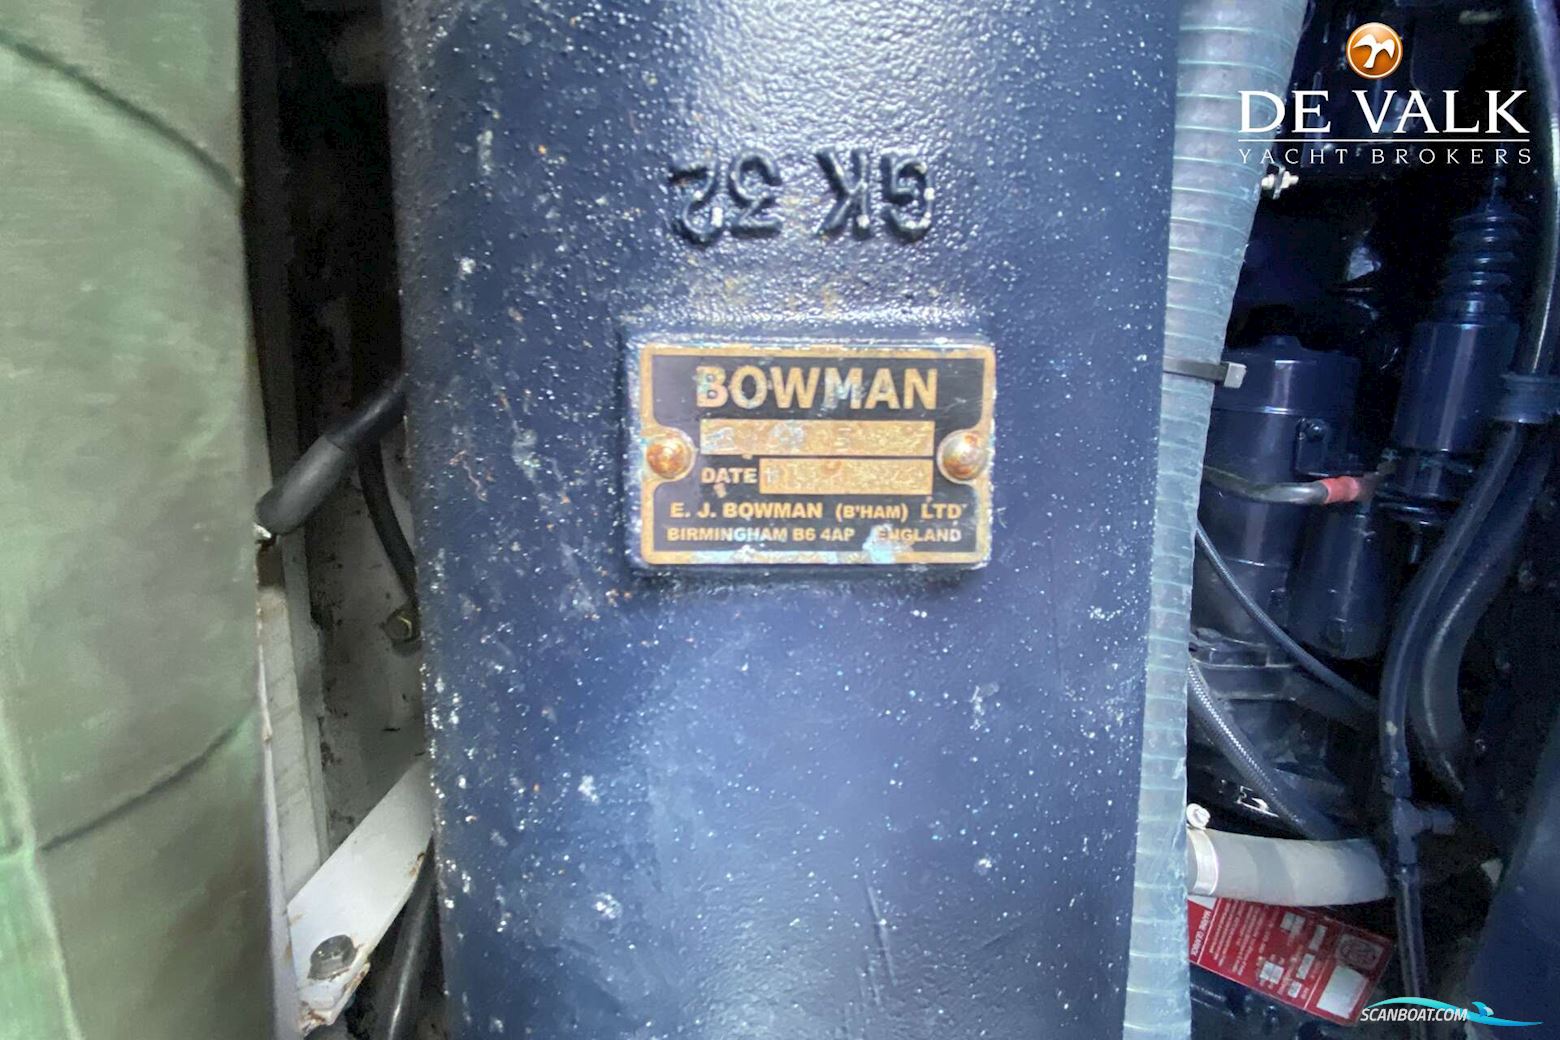 DE VALK
YACHT BROKERS
GK 32
BOWMAN
DATE
E. J. BOWMAN (B'HAM) LTD
BIRMINGHAM B6 4AP ENGLAND
SCANBOAT.COM